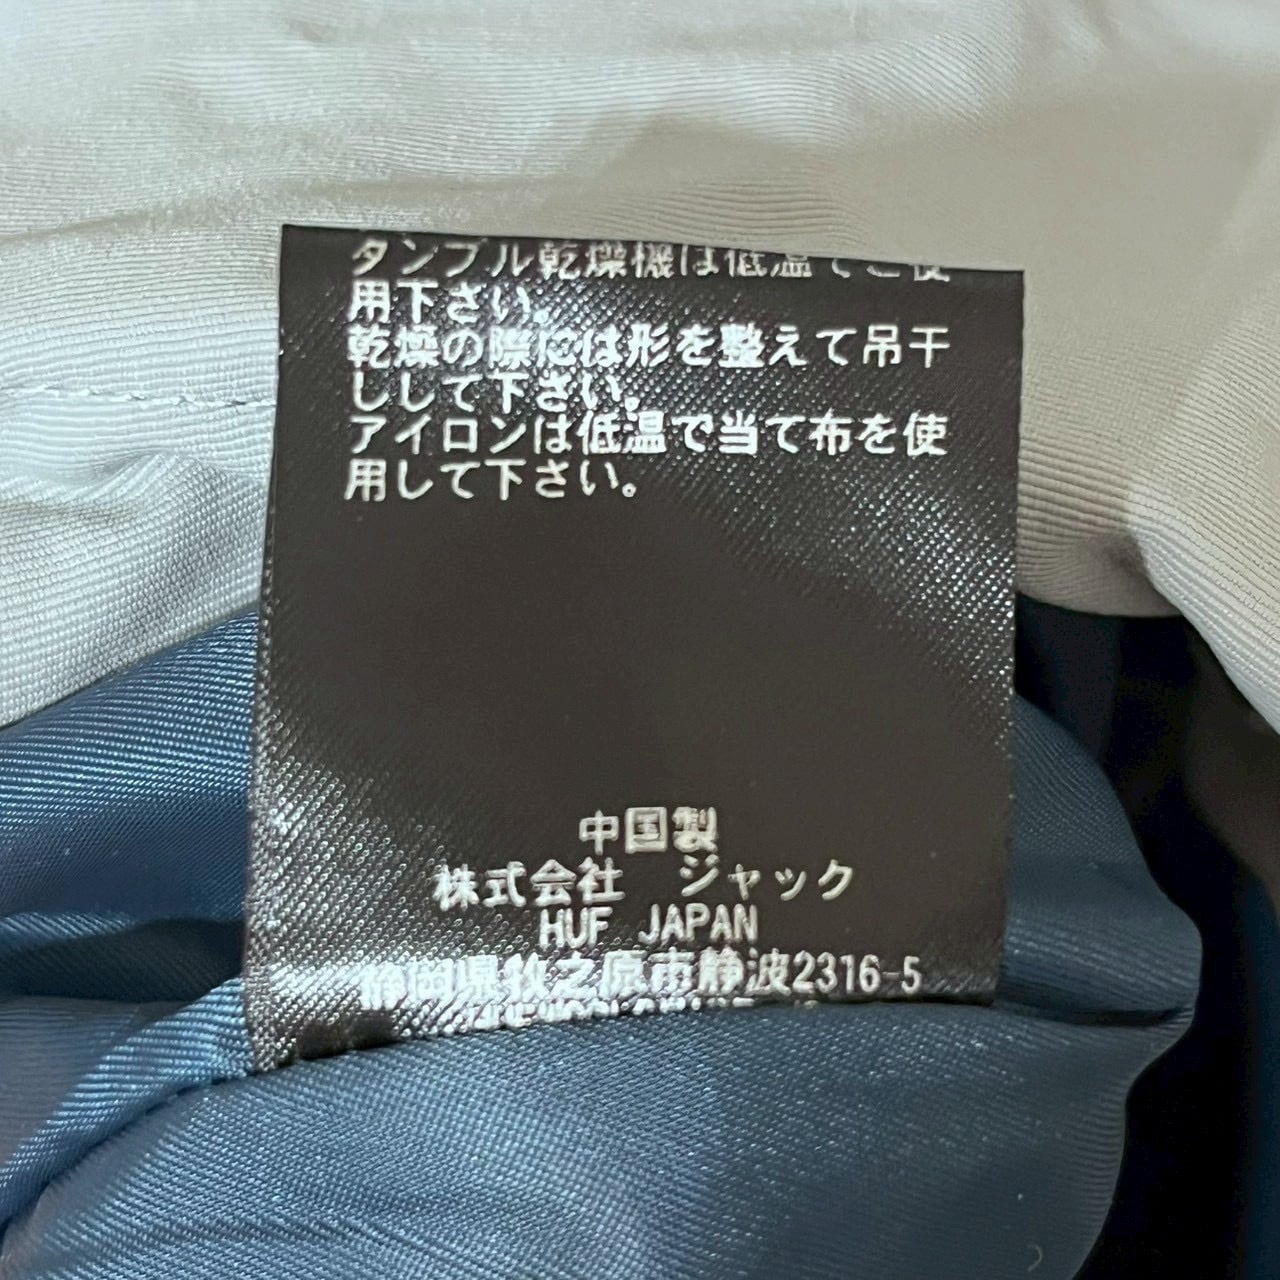 タンブル乾燥機は低温でご使
用下さい。
乾燥の際には形を整えて吊干
ししして下さい。
アイロンは低温で当て布を使
用して下さい。
中国製
株式会社　ジャック
HUF JAPAN
静岡県牧之原市静波2316-5